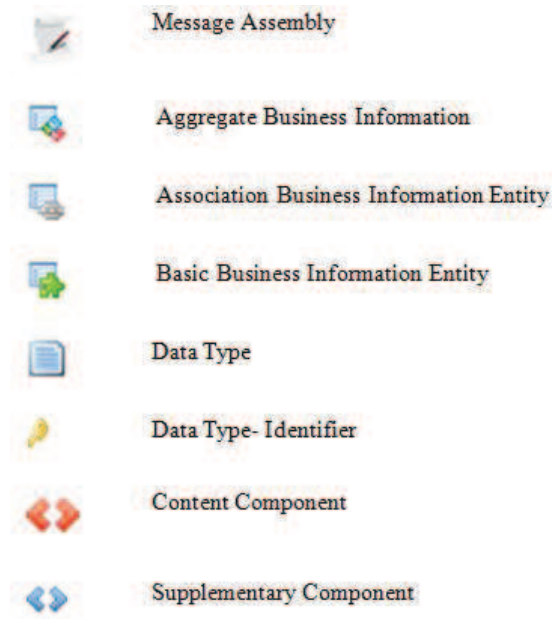 Message Assembly
Aggregate Business Information
Association Business Information Entity
Basic Business Information Entity
Data Type
Data Type- Identifier
Content Component
Supplementary Component